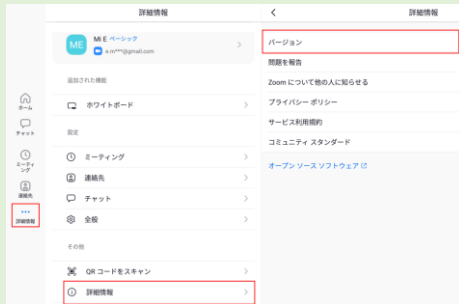 詳細情報
ME
Mi E ベーシック
a.m***@gmail.com
追加された機能
ホワイトボード
設定
ミーティング
連絡先
チャット
全般
その他
QR コードをスキャン
詳細情報
ホーム
チャット
ミーティ
ング
連絡先
詳細情報
詳細情報
バージョン
問題を報告
Zoom について他の人に知らせる
プライバシー ポリシー
サービス利用規約
コミュニティ スタンダード
オープン ソース ソフトウェア